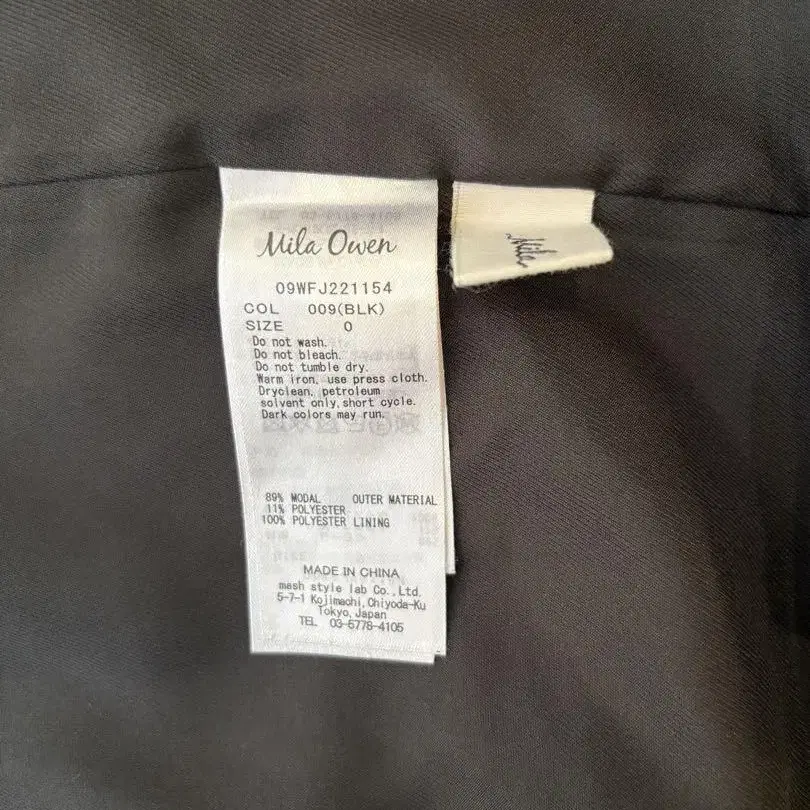 Mila Owen
09WFJ221154
COL 009(BLK)
SIZE 0
Do not wash.
Do not bleach.
Do not tumble dry.
Warm iron, use press cloth.
Dryclean, petroleum
solvent only, short cycle.
Dark colors may run.
89% MODAL OUTER MATERIAL
11% POLYESTER
100% POLYESTER LINING
MADE IN CHINA
mash style lab Co., Ltd.
5-7-1 Kojimachi, Chiyoda-Ku
Tokyo, Japan
TEL 03-5778-4105
Mila